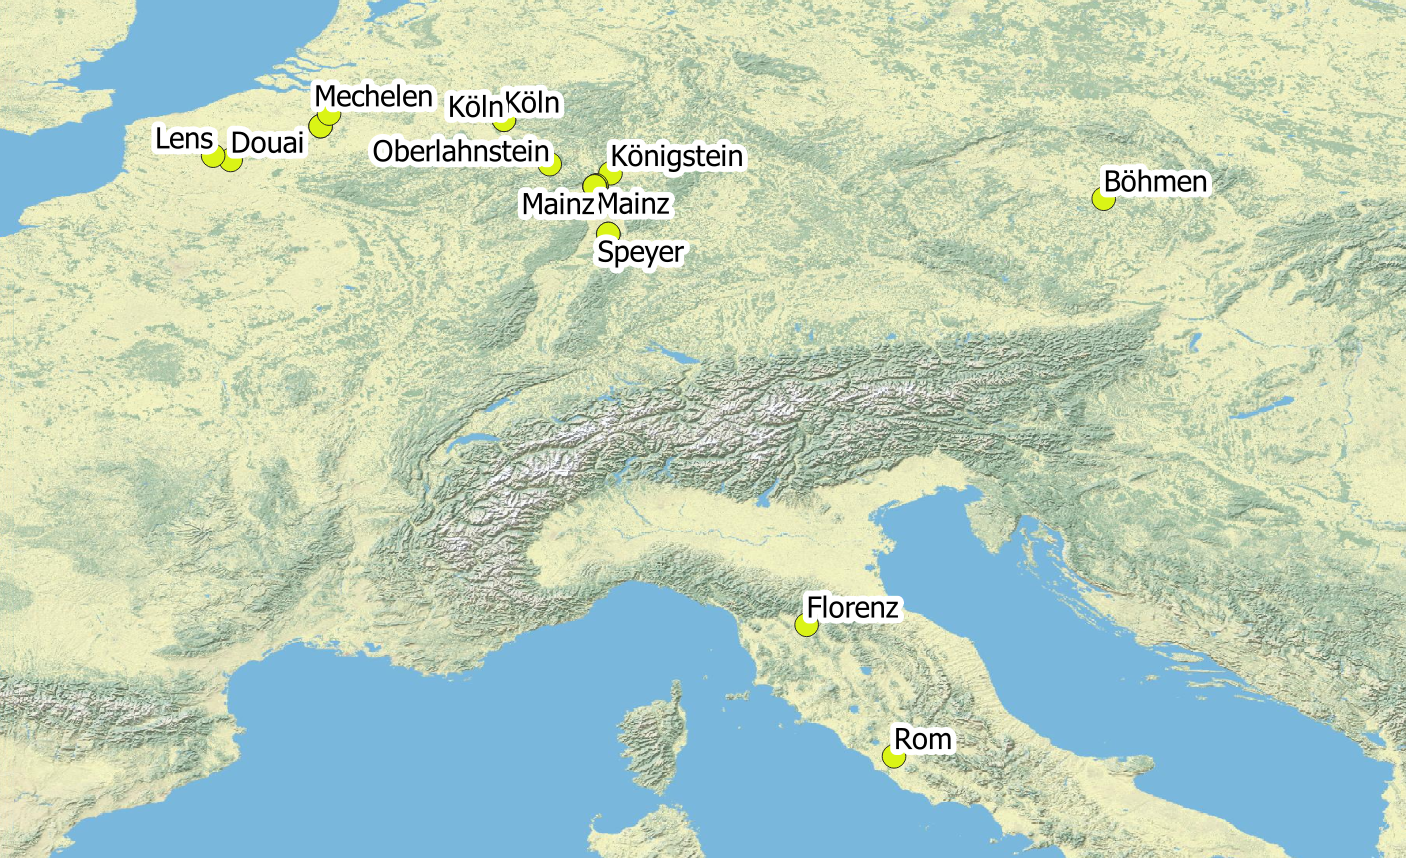 Mechelen
Köln Köln
Lens Douai
Oberlahnstein Königstein
Böhmen
Mainz Mainz
Speyer
Florenz
Rom